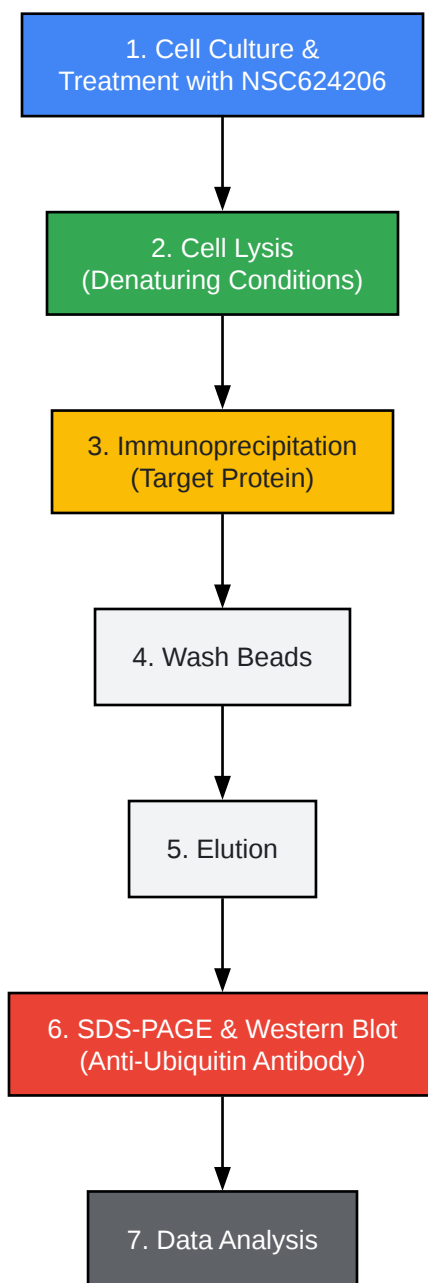 1. Cell Culture &
Treatment with NSC624206
2. Cell Lysis
(Denaturing Conditions)
3. Immunoprecipitation
(Target Protein)
4. Wash Beads
5. Elution
6. SDS-PAGE & Western Blot
(Anti-Ubiquitin Antibody)
7. Data Analysis